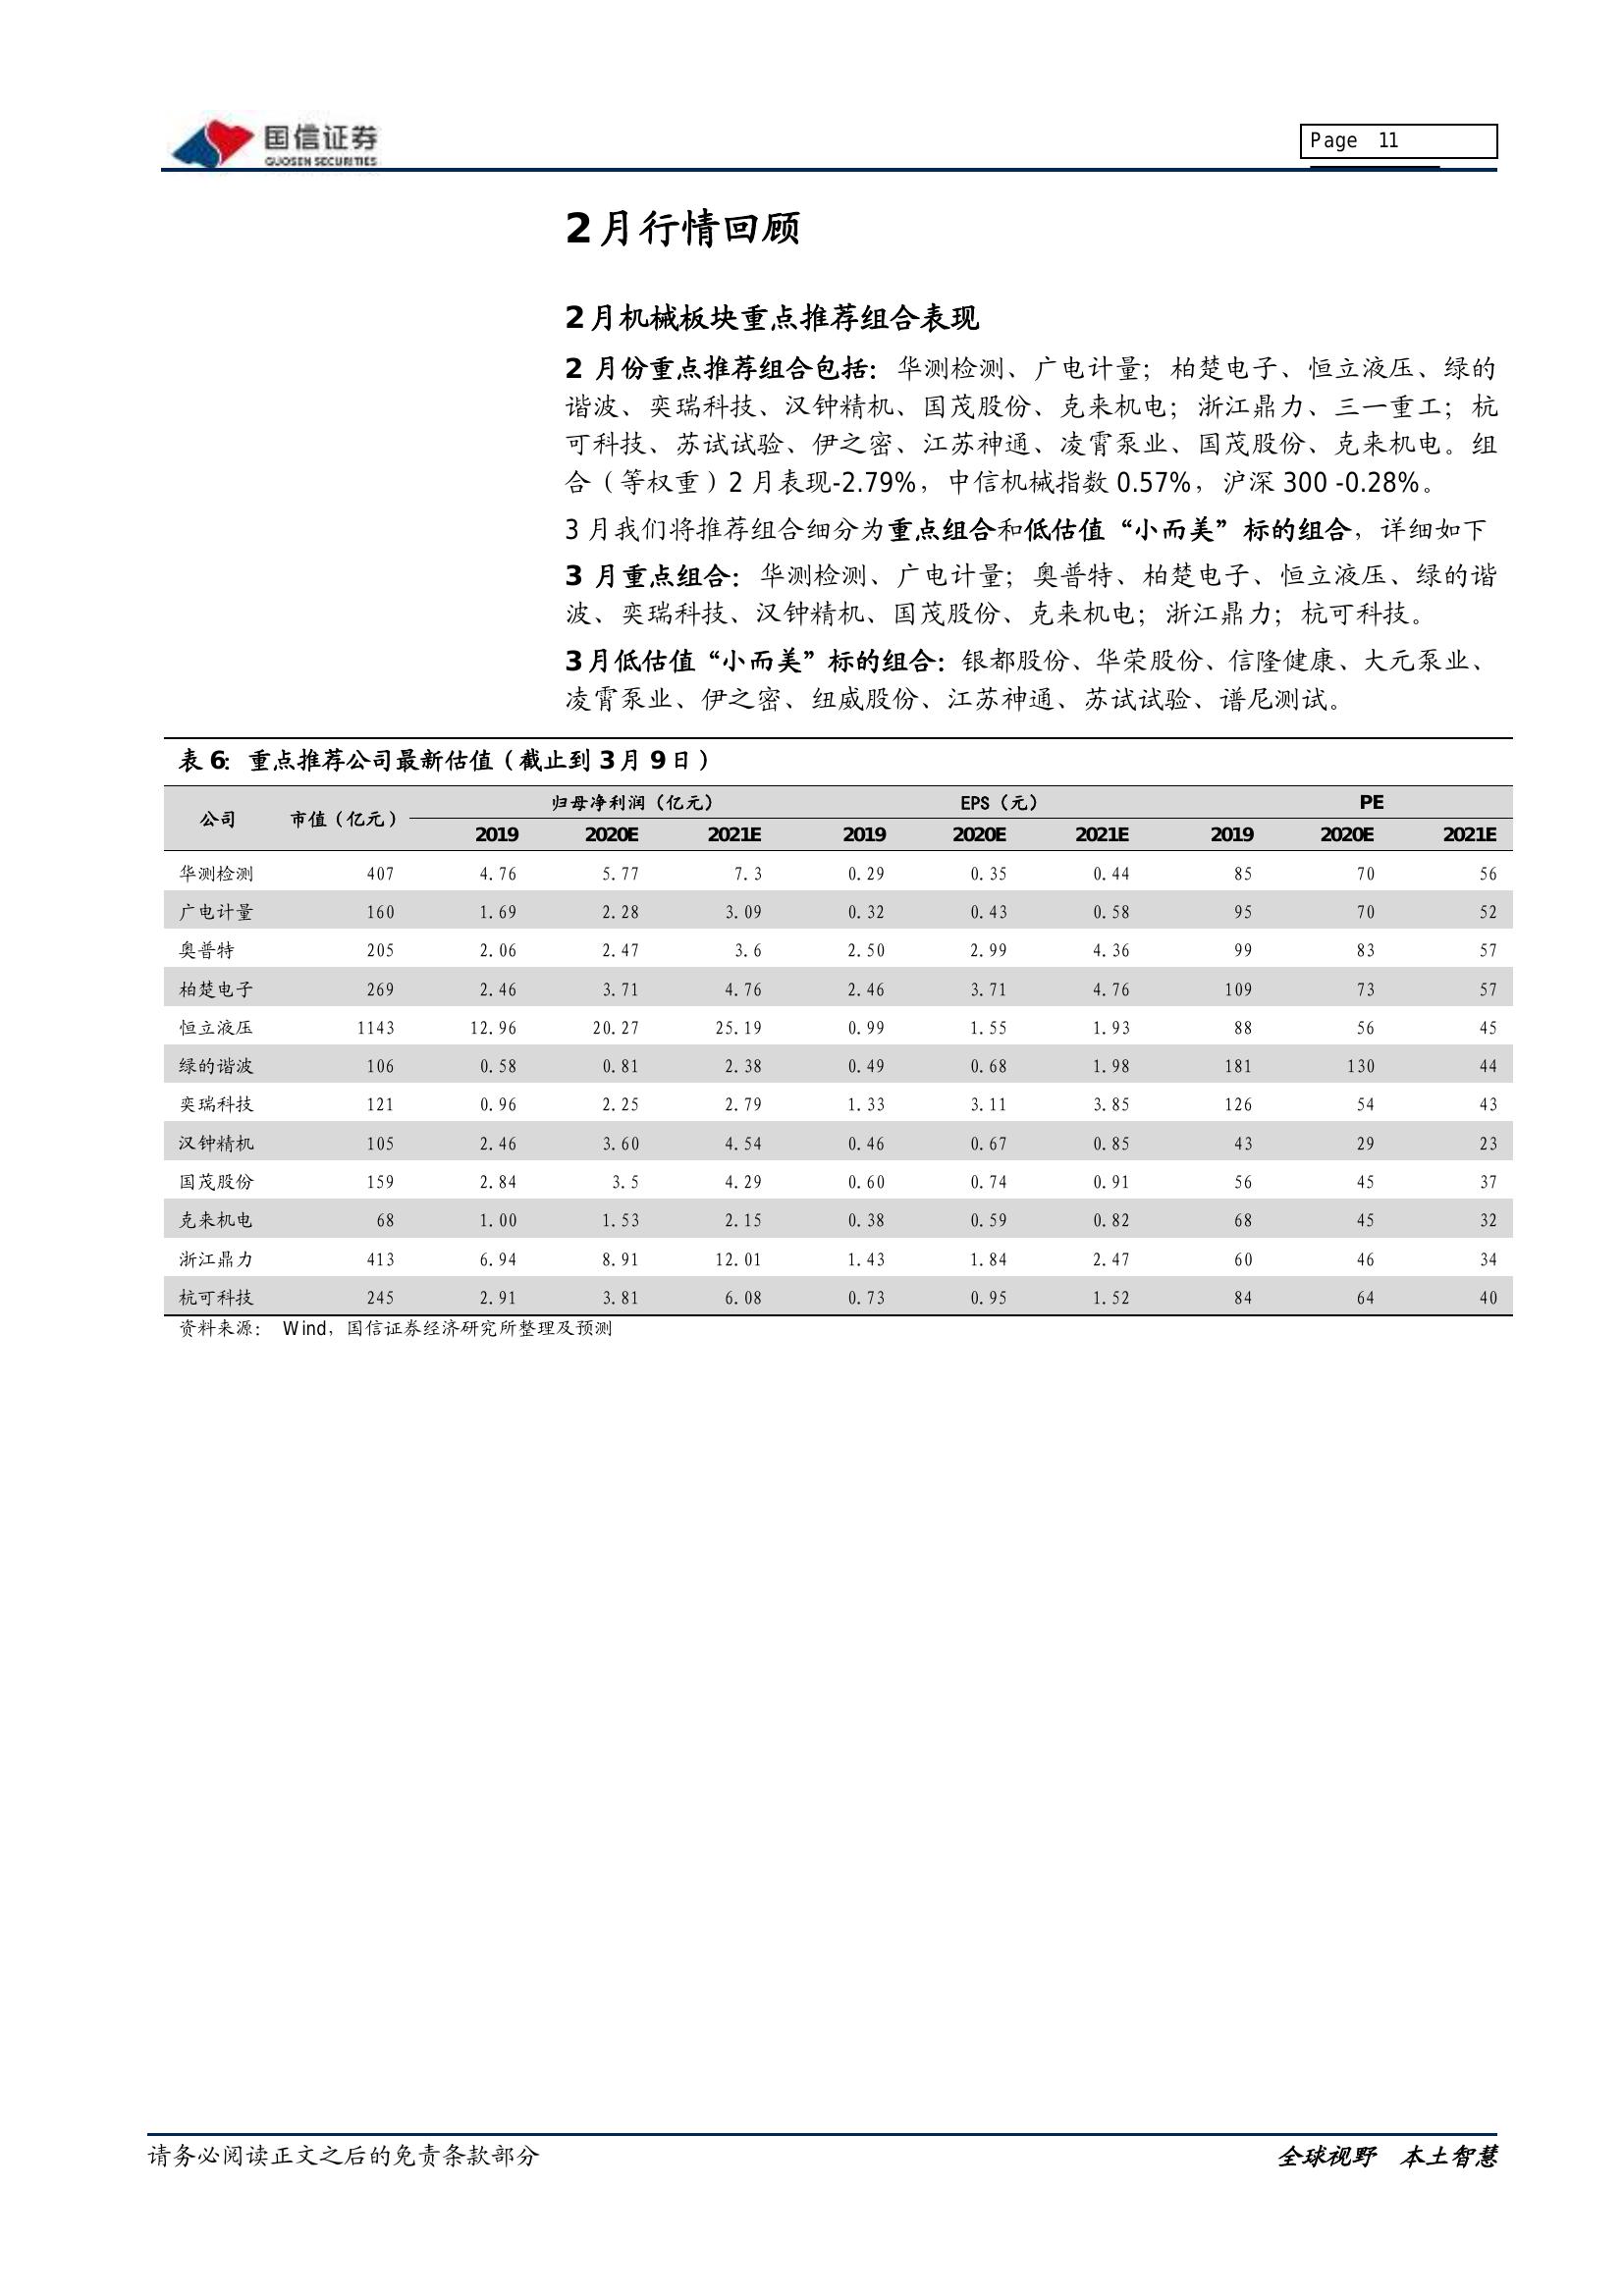 国信证券
GUOSEN SECURITIES
Page 11
2月行情回顾
2月机械板块重点推荐组合表现
2 月份重点推荐组合包括：华测检测、广电计量；柏楚电子、恒立液压、绿的
谐波、奕瑞科技、汉钟精机、国茂股份、克来机电；浙江鼎力、三一重工；杭
可科技、苏试试验、伊之密、江苏神通、凌霄泵业、国茂股份、克来机电。组
合（等权重）2 月表现-2.79%，中信机械指数 0.57%，沪深 300 -0.28%。
3 月我们将推荐组合细分为重点组合和低估值“小而美”标的组合，详细如下
3 月重点组合：华测检测、广电计量；奥普特、柏楚电子、恒立液压、绿的谐
波、奕瑞科技、汉钟精机、国茂股份、克来机电；浙江鼎力；杭可科技。
3月低估值“小而美”标的组合：银都股份、华荣股份、信隆健康、大元泵业、
凌霄泵业、伊之密、纽威股份、江苏神通、苏试试验、谱尼测试。
表 6：重点推荐公司最新估值（截止到 3 月 9 日）
公司 市值（亿元） 归母净利润（亿元） EPS（元） PE
2019 2020E 2021E 2019 2020E 2021E 2019 2020E 2021E
华测检测 407 4.76 5.77 7.3 0.29 0.35 0.44 85 70 56
广电计量 160 1.69 2.28 3.09 0.32 0.43 0.58 95 70 52
奥普特 205 2.06 2.47 3.6 2.50 2.99 4.36 99 83 57
柏楚电子 269 2.46 3.71 4.76 2.46 3.71 4.76 109 73 57
恒立液压 1143 12.96 20.27 25.19 0.99 1.55 1.93 88 56 45
绿的谐波 106 0.58 0.81 2.38 0.49 0.68 1.98 181 130 44
奕瑞科技 121 0.96 2.25 2.79 1.33 3.11 3.85 126 54 43
汉钟精机 105 2.46 3.60 4.54 0.46 0.67 0.85 43 29 23
国茂股份 159 2.84 3.5 4.29 0.60 0.74 0.91 56 45 37
克来机电 68 1.00 1.53 2.15 0.38 0.59 0.82 68 45 32
浙江鼎力 413 6.94 8.91 12.01 1.43 1.84 2.47 60 46 34
杭可科技 245 2.91 3.81 6.08 0.73 0.95 1.52 84 64 40
资料来源： Wind，国信证券经济研究所整理及预测
请务必阅读正文之后的免责条款部分
全球视野 本土智慧